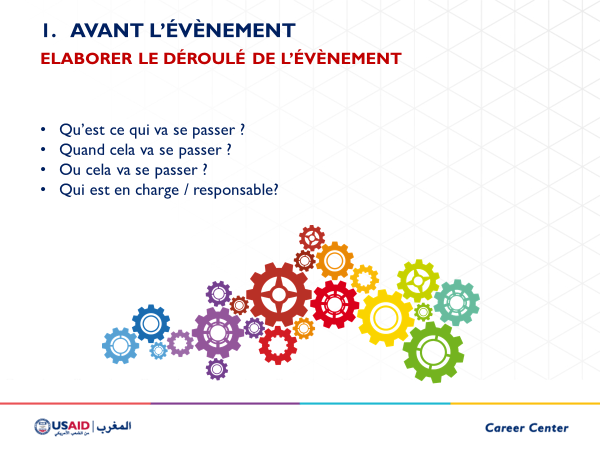 1. AVANT L’ÉVÈNEMENT
ELABORER LE DÉROULÉ DE L’ÉVÈNEMENT
• Qu’est ce qui va se passer ?
• Quand cela va se passer ?
• Ou cela va se passer ?
• Qui est en charge / responsable?
USAID | المغرب
من الشعب الأمريكي
Career Center